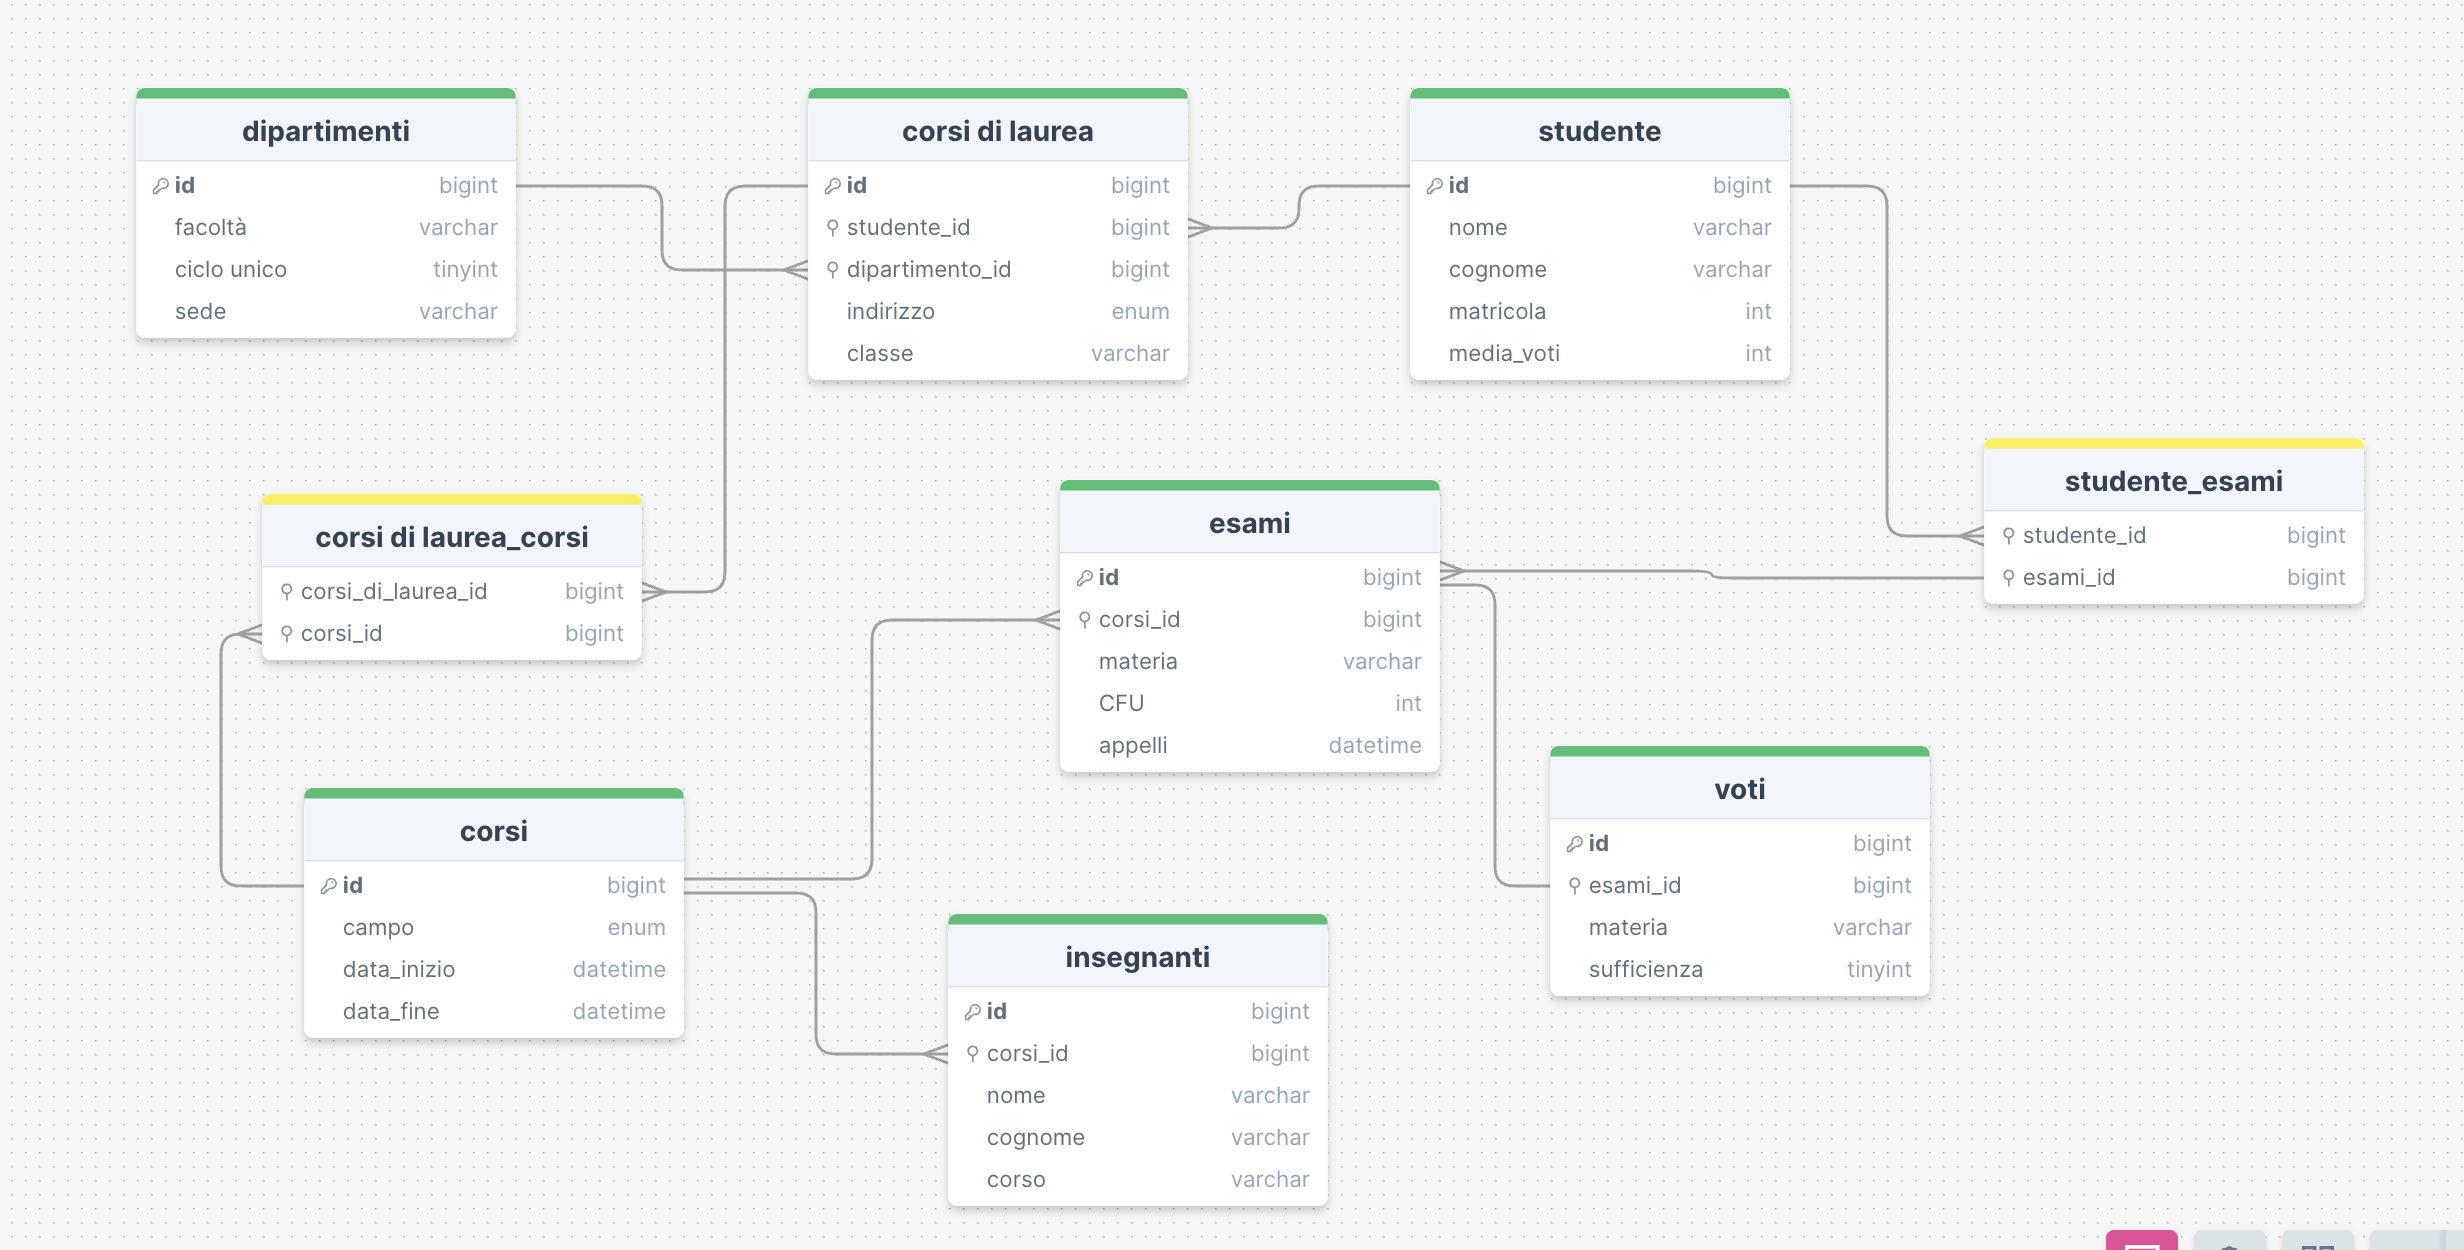 dipartimenti
id bigint
facoltà varchar
ciclo unico tinyint
sede varchar
corsi di laurea
id bigint
studente_id bigint
dipartimento_id bigint
indirizzo enum
classe varchar
studente
id bigint
nome varchar
cognome varchar
matricola int
media_voti int
studente_esami
studente_id bigint
esami_id bigint
corsi di laurea_corsi
corsi_di_laurea_id bigint
corsi_id bigint
esami
id bigint
corsi_id bigint
materia varchar
CFU int
appelli datetime
voti
id bigint
esami_id bigint
materia varchar
sufficienza tinyint
corsi
id bigint
campo enum
data_inizio datetime
data_fine datetime
insegnanti
id bigint
corsi_id bigint
nome varchar
cognome varchar
corso varchar